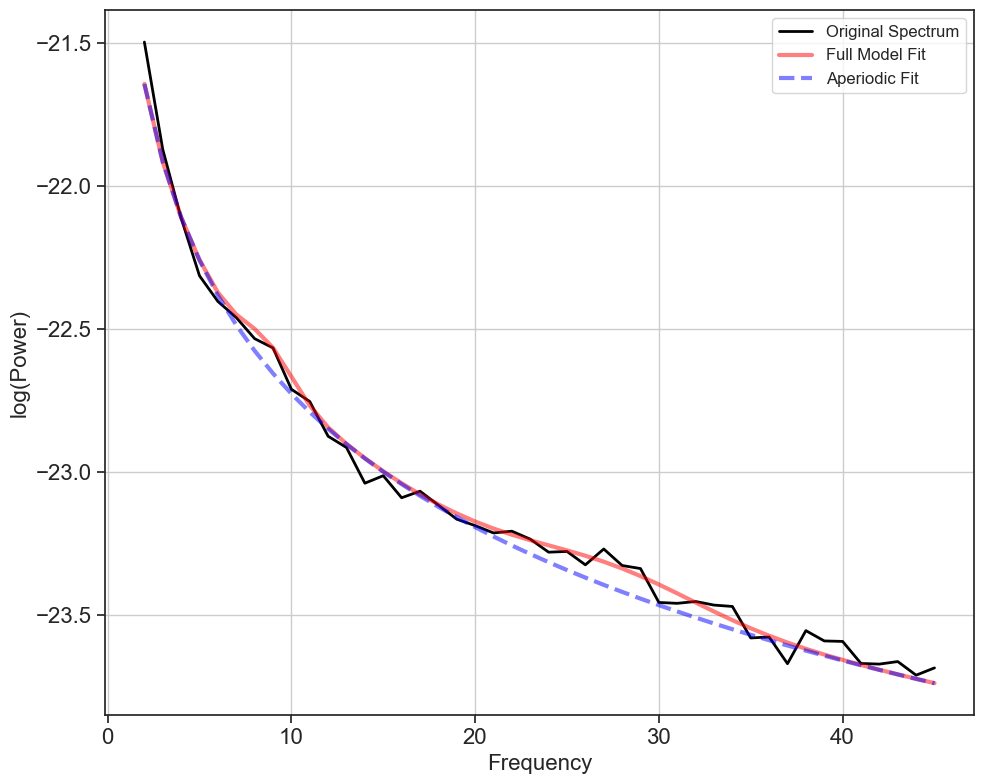 Original Spectrum
Full Model Fit
Aperiodic Fit
−21.5
−22.0
−22.5
−23.0
−23.5
log(Power)
0 10 20 30 40
Frequency